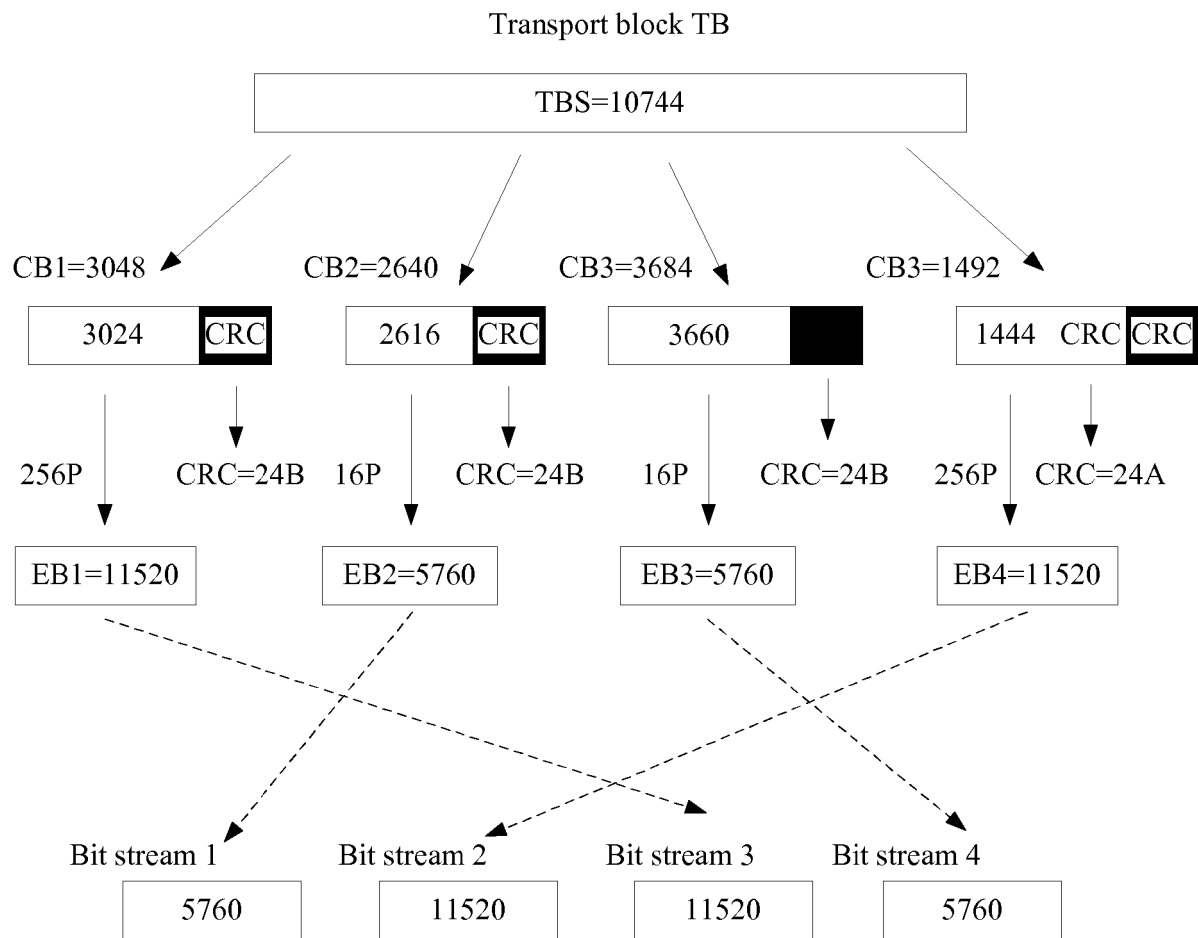 Transport block TB
TBS=10744
CB1=3048 CB2=2640 CB3=3684 CB3=1492
3024 CRC 2616 CRC 3660 1444 CRC CRC
256P CRC=24B 16P CRC=24B 16P CRC=24B 256P CRC=24A
EB1=11520 EB2=5760 EB3=5760 EB4=11520
Bit stream 1 Bit stream 2 Bit stream 3 Bit stream 4
5760 11520 11520 5760